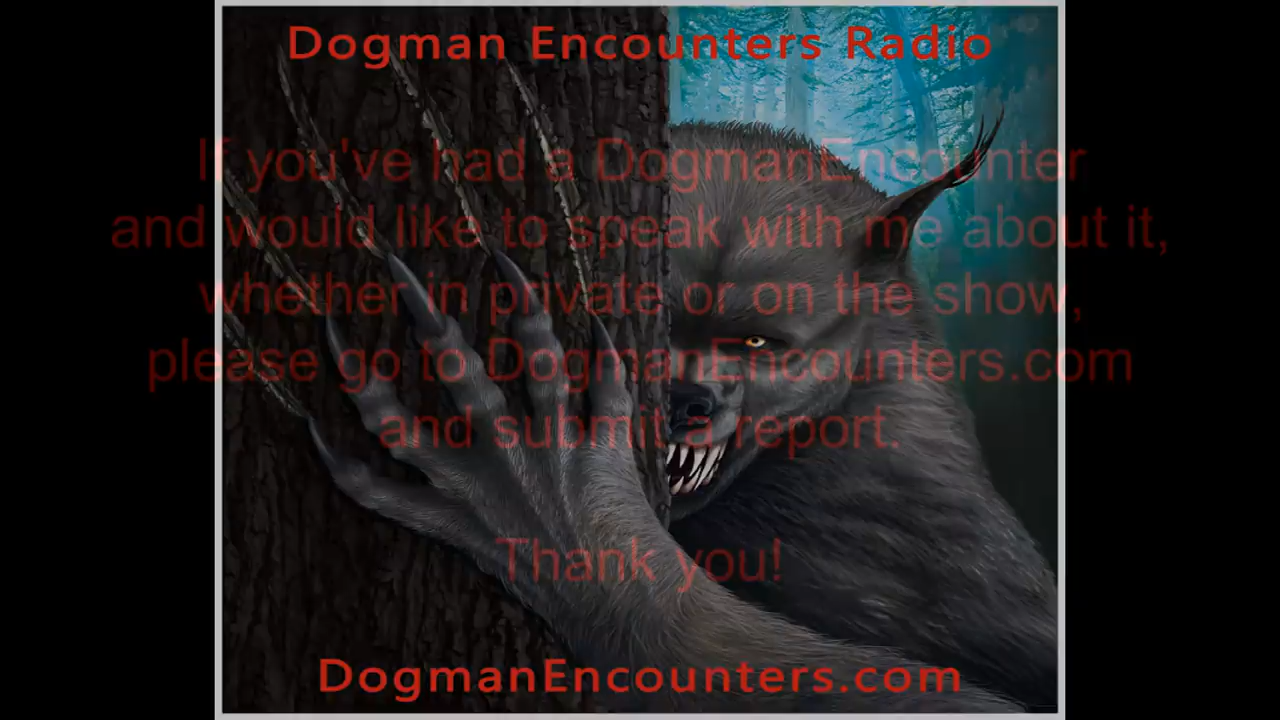 Dogman Encounters Radio
If you've had a DogmanEncounter
and would like to speak with me about it,
whether in private or on the show,
please go to DogmanEncounters.com
and submit a report.
Thank you!
DogmanEncounters.com